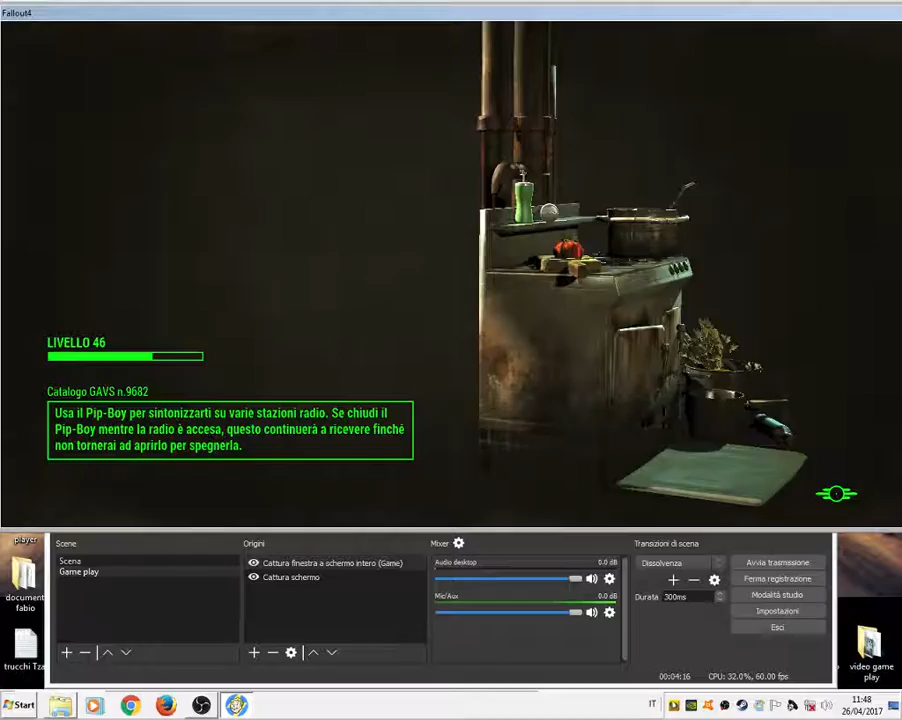 Fallout4
LIVELLO 46
Catalogo GAVS n.9682
Usa il Pip-Boy per sintonizzarti su varie stazioni radio. Se chiudi il
Pip-Boy mentre la radio è accesa, questo continuerà a ricevere finché
non tornerai ad aprirlo per spegnerla.
player
document
fabio
trucchi Tza
Scene
Scena
Game play
Origini
Cattura finestra a schermo intero (Game)
Cattura schermo
Mixer
Audio desktop
0.0 dB
Mic/Aux
0.0 dB
Transizioni di scena
Dissolvenza
Durata
300ms
Avvia trasmissione
Ferma registrazione
Modalità studio
Impostazioni
Esci
00:04:16
CPU: 32.0%, 60.00 fps
video game
play
Start
IT
11:48
26/04/2017